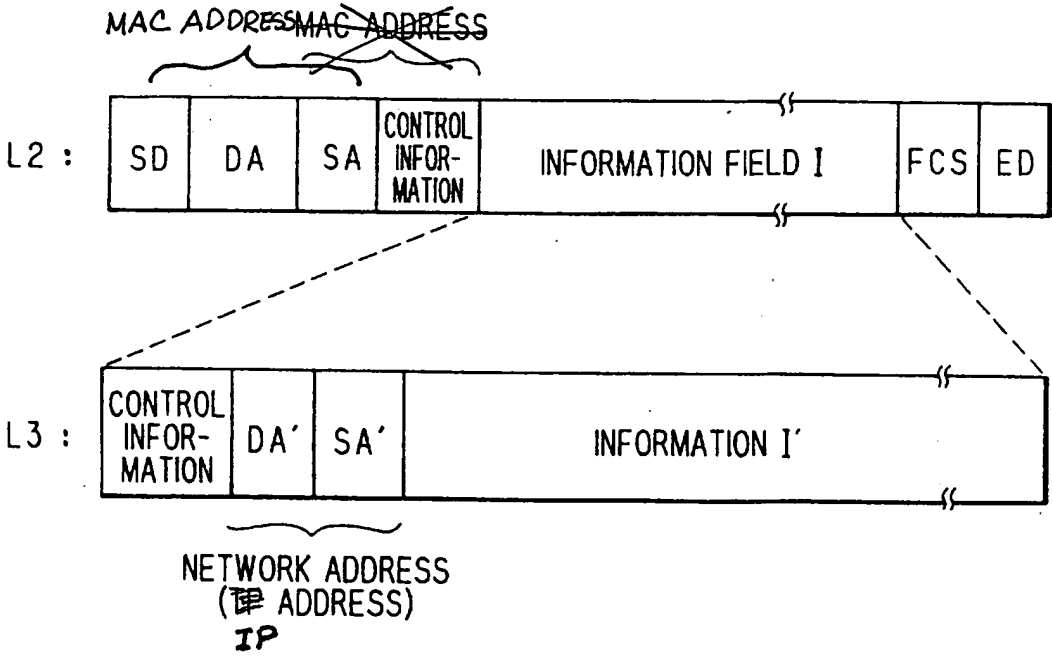 MAC ADDRESS MAC ADDRESS
L2 : SD DA SA CONTROL INFOR- MATION INFORMATION FIELD I FCS ED
L3 : CONTROL INFOR- MATION DA′ SA′ INFORMATION I′
NETWORK ADDRESS
( ADDRESS)
IP